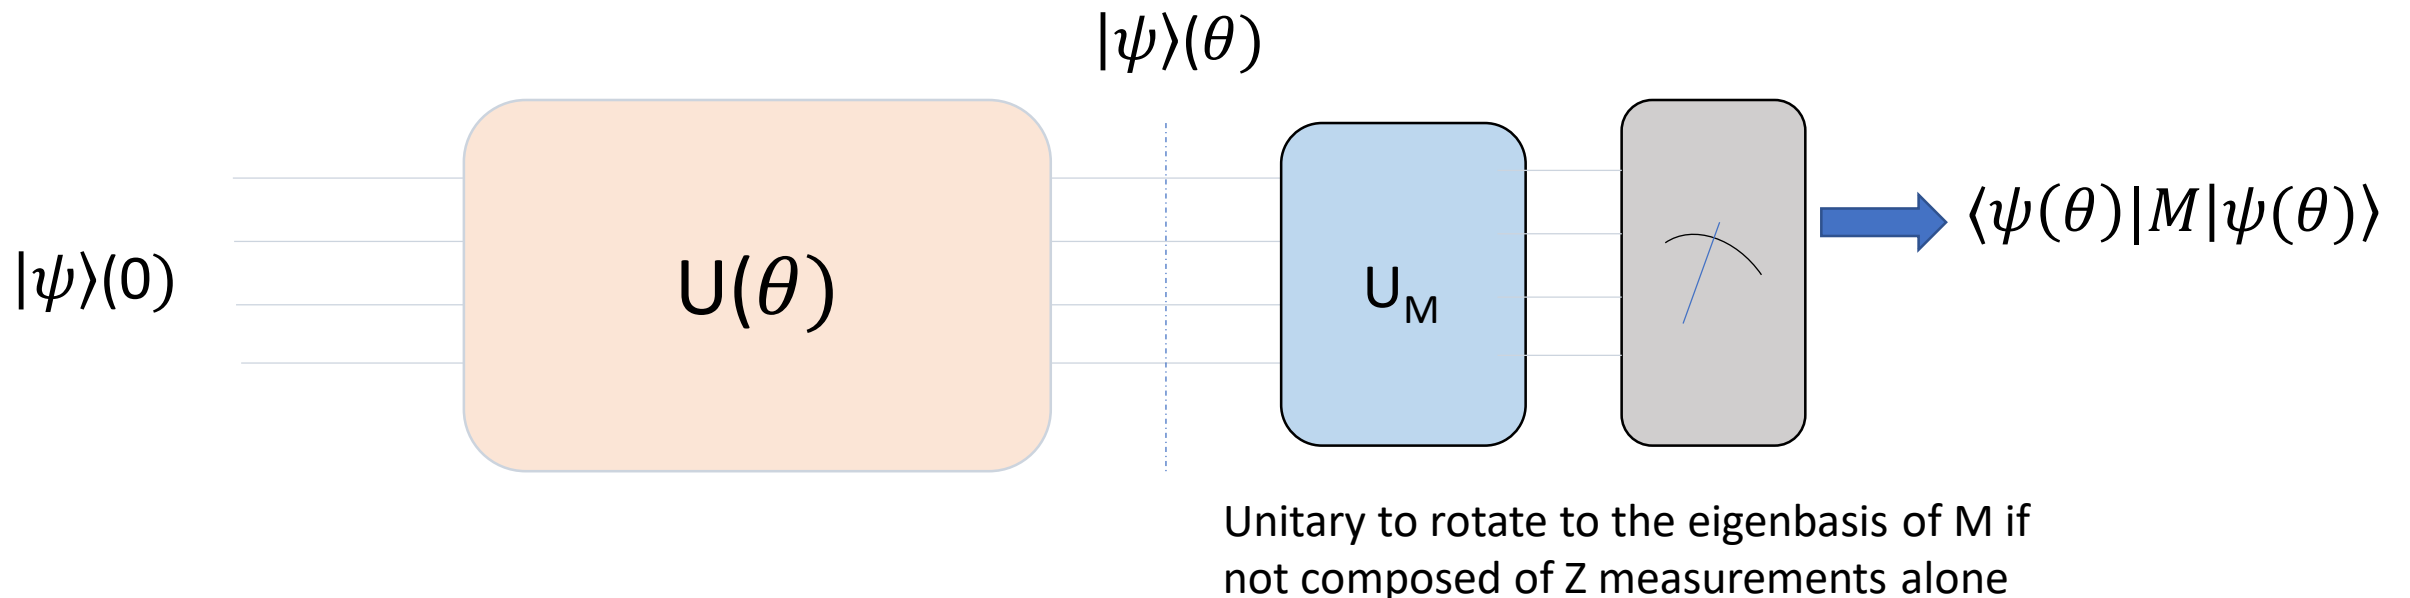 |ψ⟩(θ)
|ψ⟩(0)
U(θ)
U_M
⟨ψ(θ)|M|ψ(θ)⟩
Unitary to rotate to the eigenbasis of M if
not composed of Z measurements alone